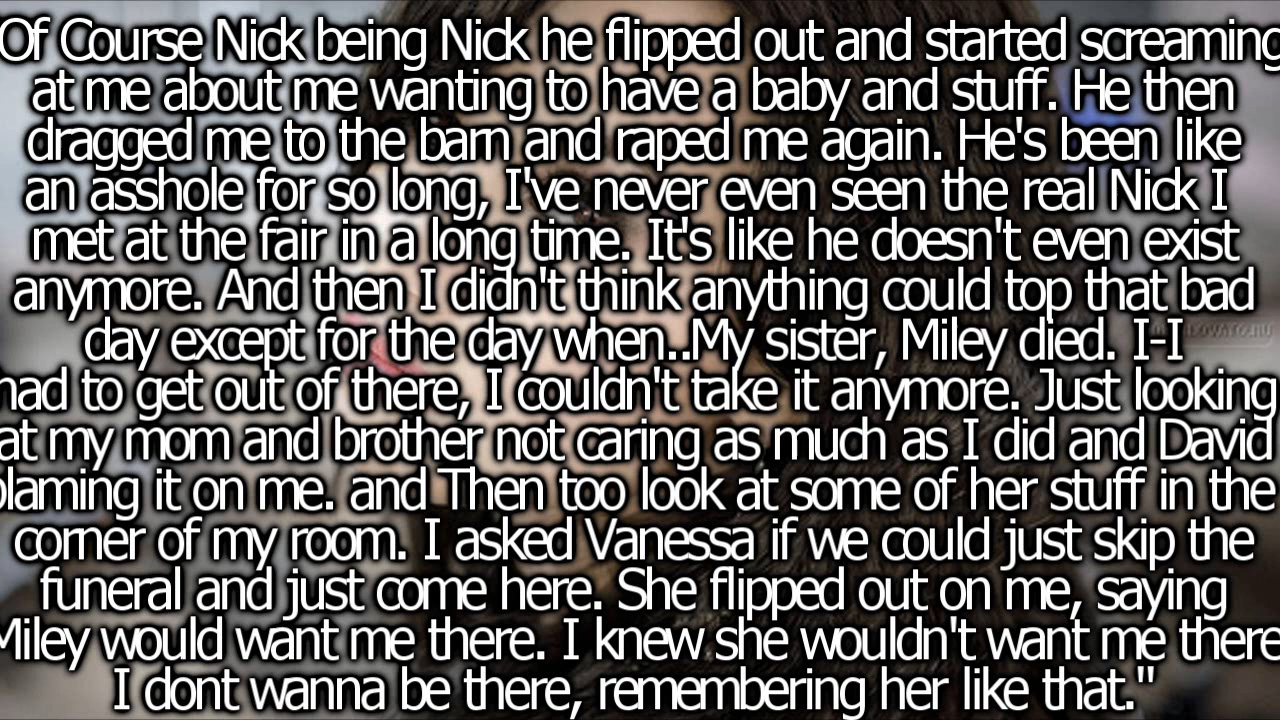 Of Course Nick being Nick he flipped out and started screaming
at me about me wanting to have a baby and stuff. He then
dragged me to the barn and raped me again. He's been like
an asshole for so long, I've never even seen the real Nick I
met at the fair in a long time. It's like he doesn't even exist
anymore. And then I didn't think anything could top that bad
day except for the day when..My sister, Miley died. I-I
had to get out of there, I couldn't take it anymore. Just looking
at my mom and brother not caring as much as I did and David
blaming it on me. and Then too look at some of her stuff in the
corner of my room. I asked Vanessa if we could just skip the
funeral and just come here. She flipped out on me, saying
Miley would want me there. I knew she wouldn't want me there
I dont wanna be there, remembering her like that."